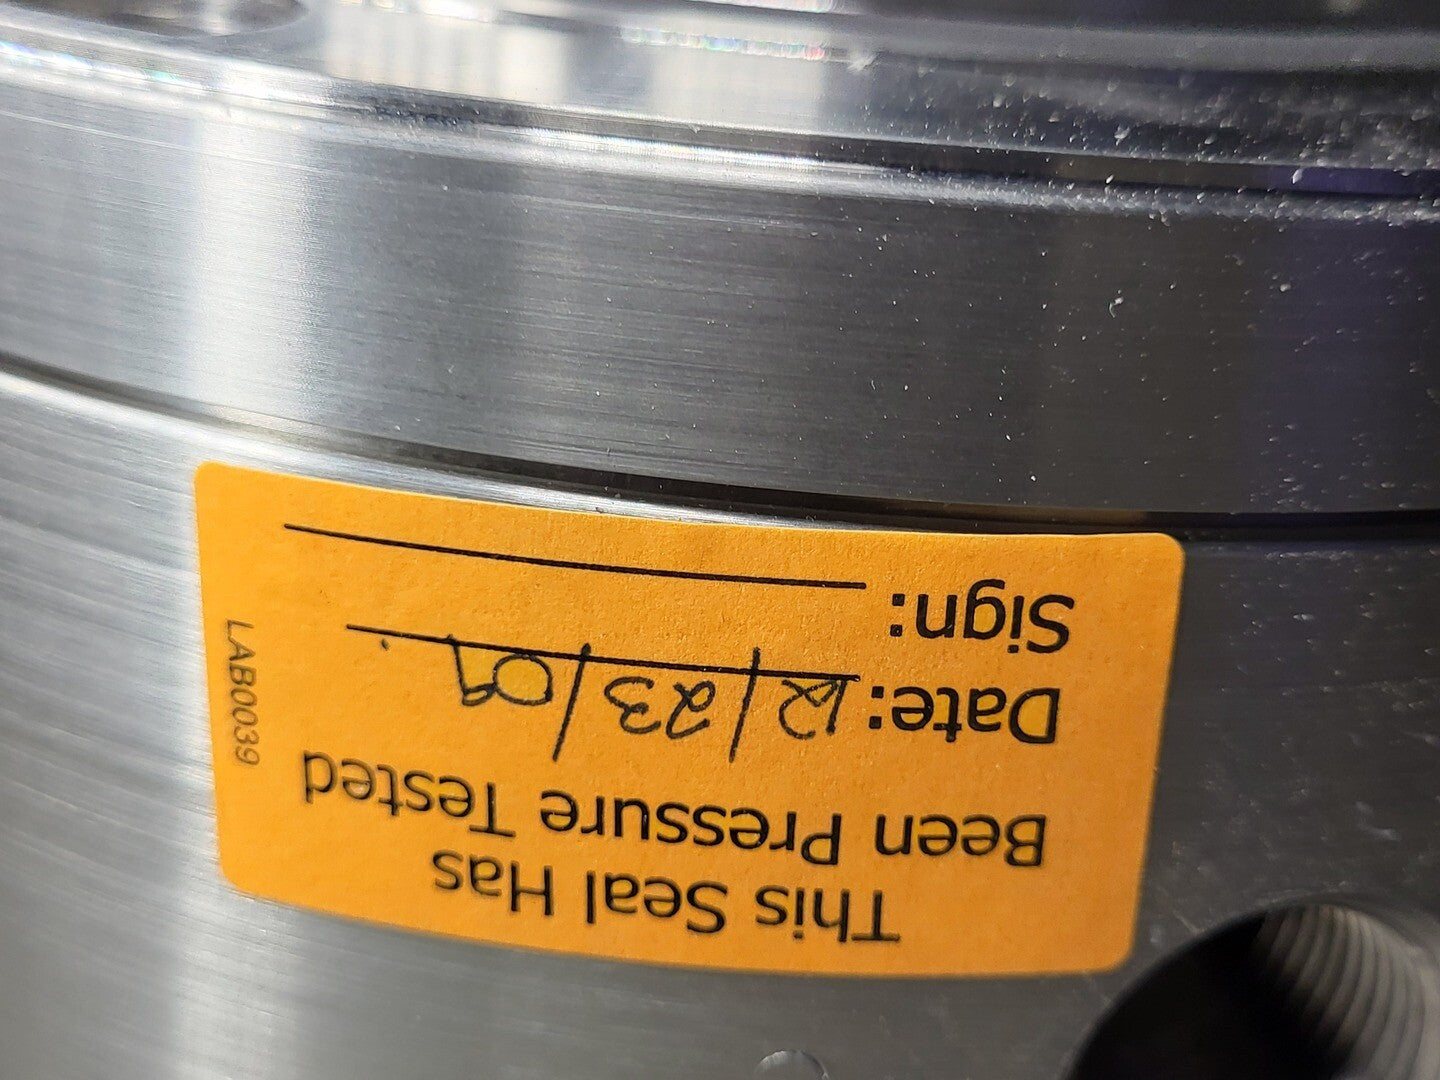 This Seal Has
Been Pressure Tested
Date: 12/23/09
Sign:
LAB0039